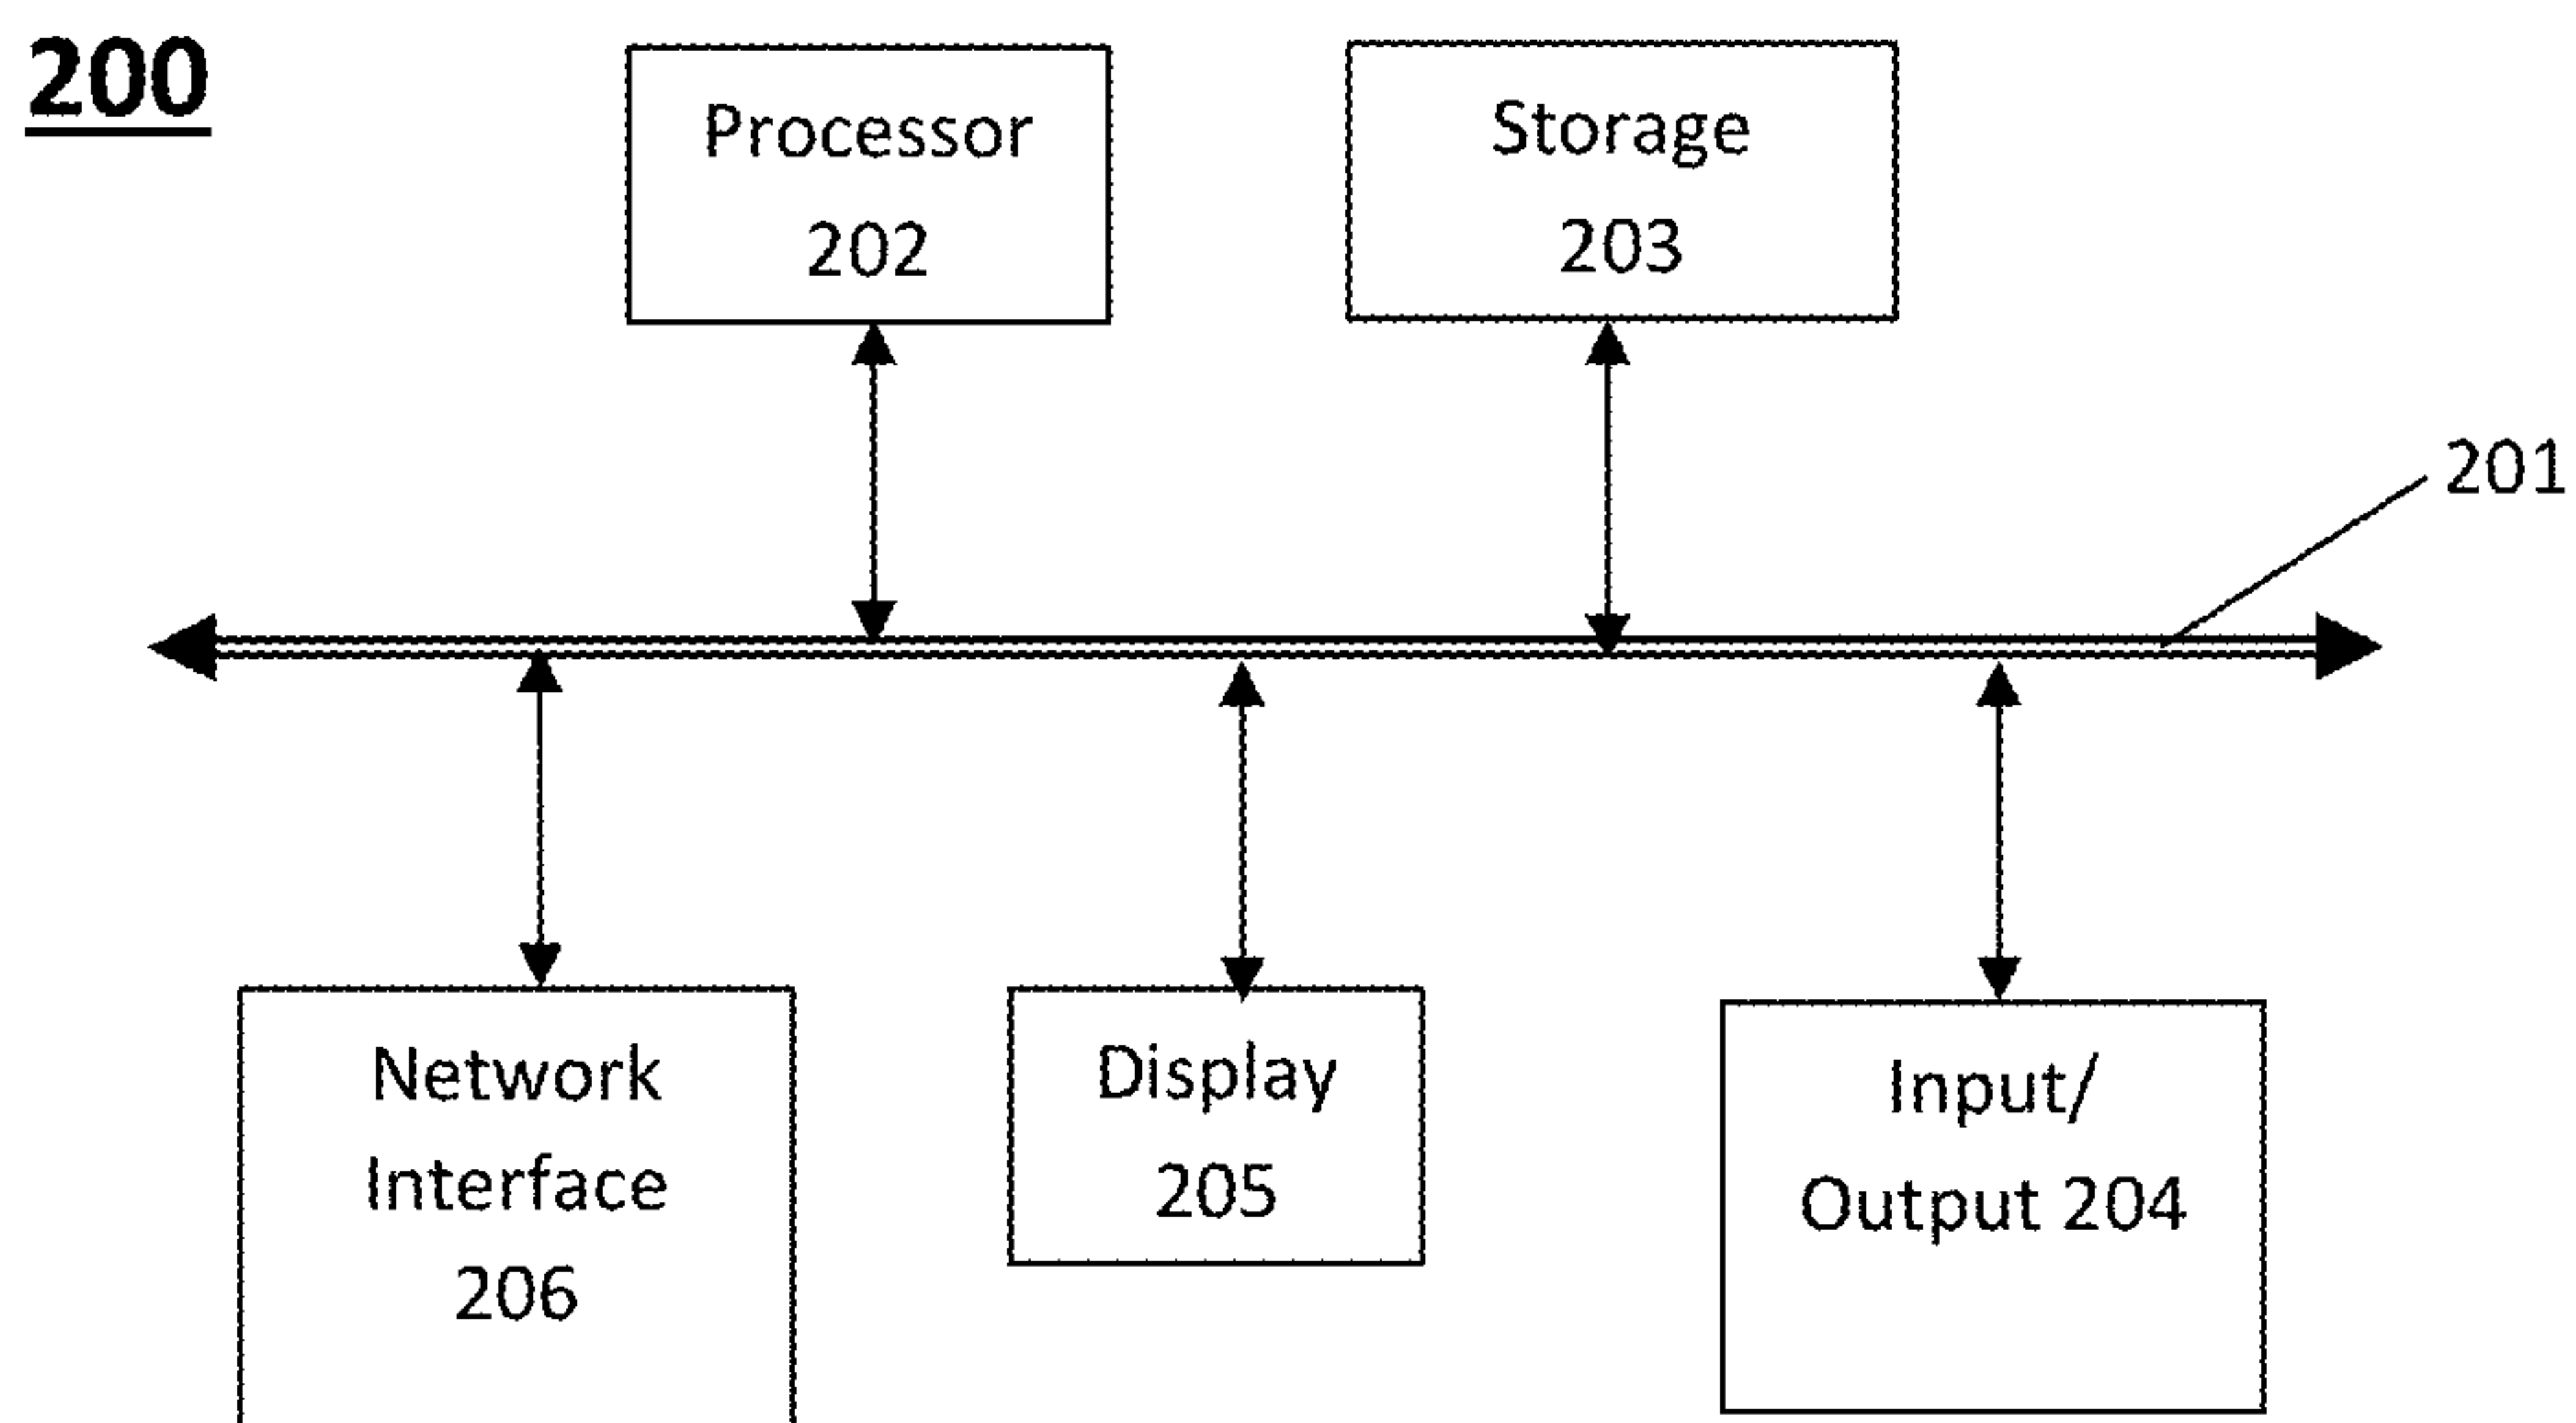 200
Processor
202
Storage
203
201
Network
Interface
206
Display
205
Input/
Output 204